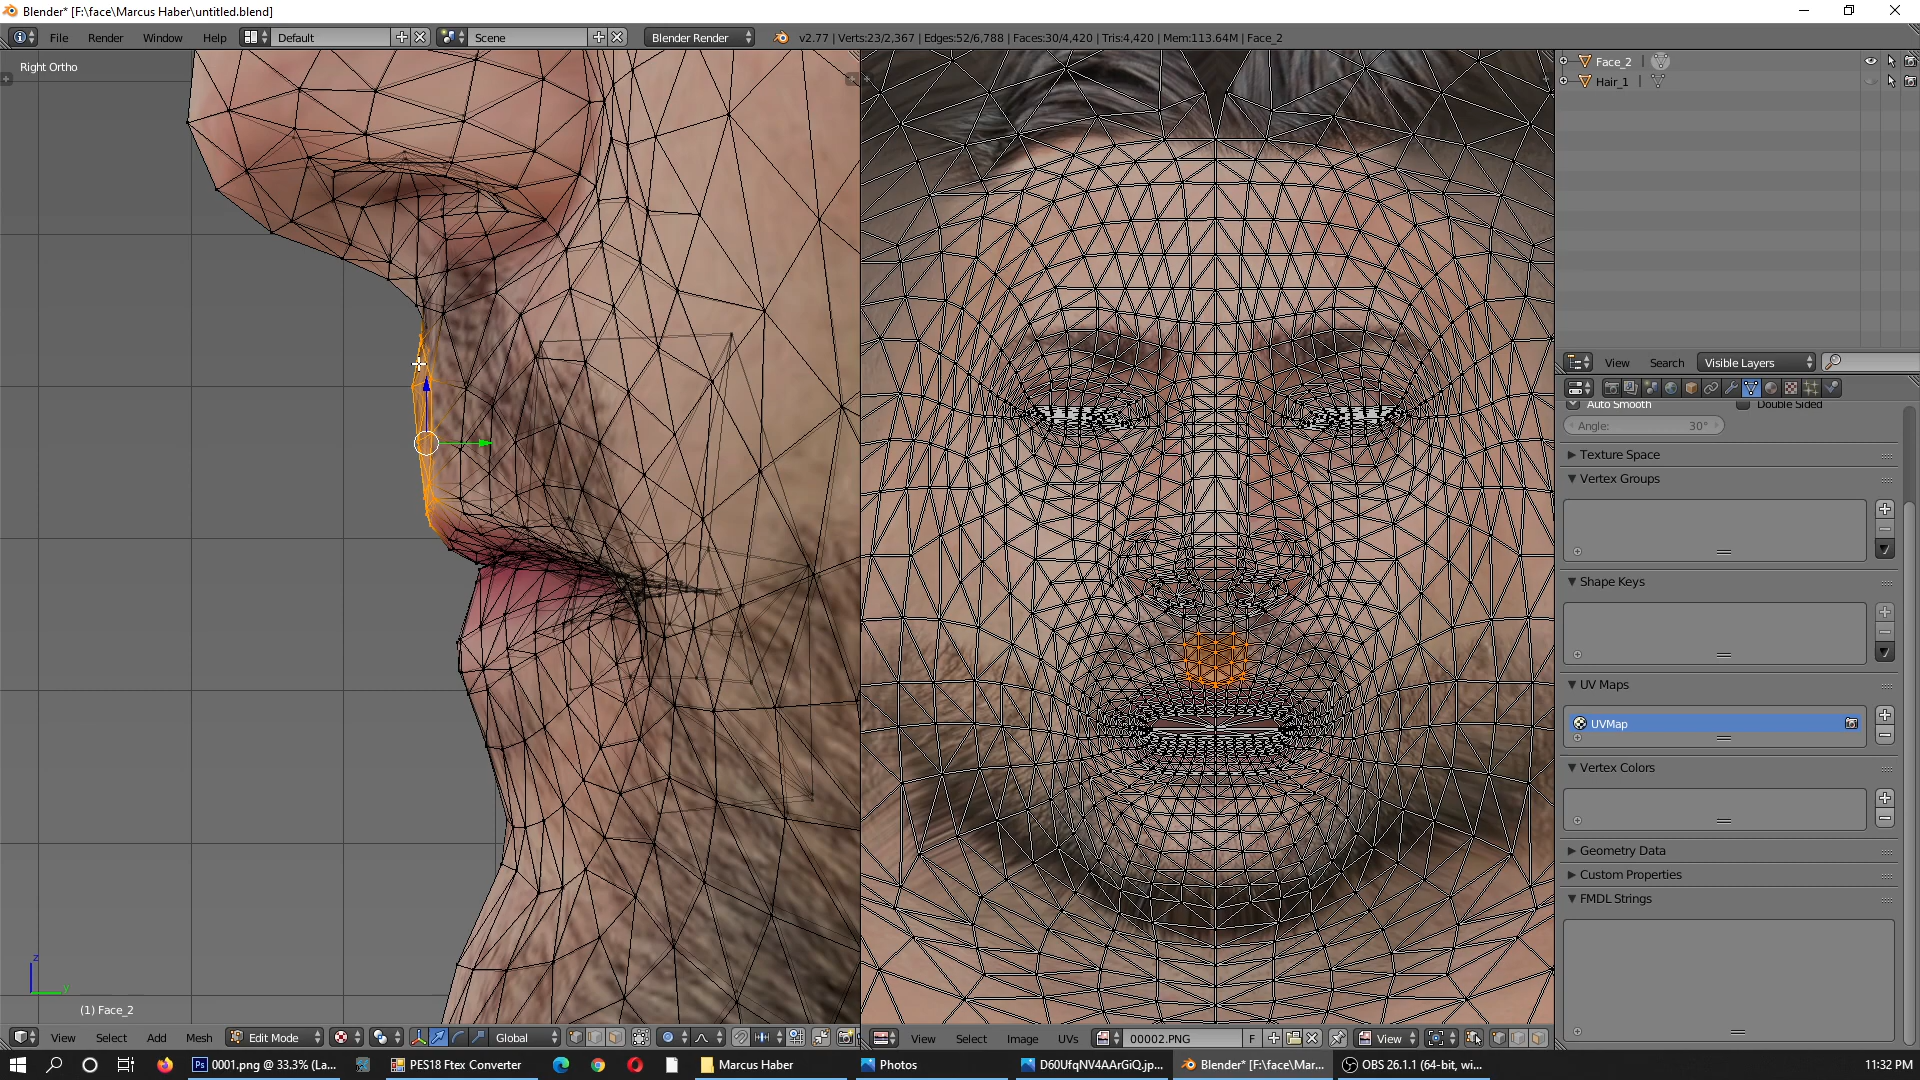 Blender* [F:\face\Marcus Haber\untitled.blend]
File Render Window Help Default Scene Blender Render v2.77 | Verts:23/2,367 | Edges:52/6,788 | Faces:30/4,420 | Tris:4,420 | Mem:113.64M | Face_2
Right Ortho
Face_2
Hair_1
View Search Visible Layers
Auto Smooth Double Sided
Angle: 30°
Texture Space
Vertex Groups
Shape Keys
UV Maps
UVMap
Vertex Colors
Geometry Data
Custom Properties
FMDL Strings
z
y
(1) Face_2
View Select Add Mesh Edit Mode Global
View Select Image UVs 00002.PNG F View
0001.png @ 33.3% (La...
PES18 Ftex Converter
Marcus Haber
Photos
D60UfqNV4AArGiQ.jp...
Blender* [F:\face\Mar...
OBS 26.1.1 (64-bit, wi...
11:32 PM